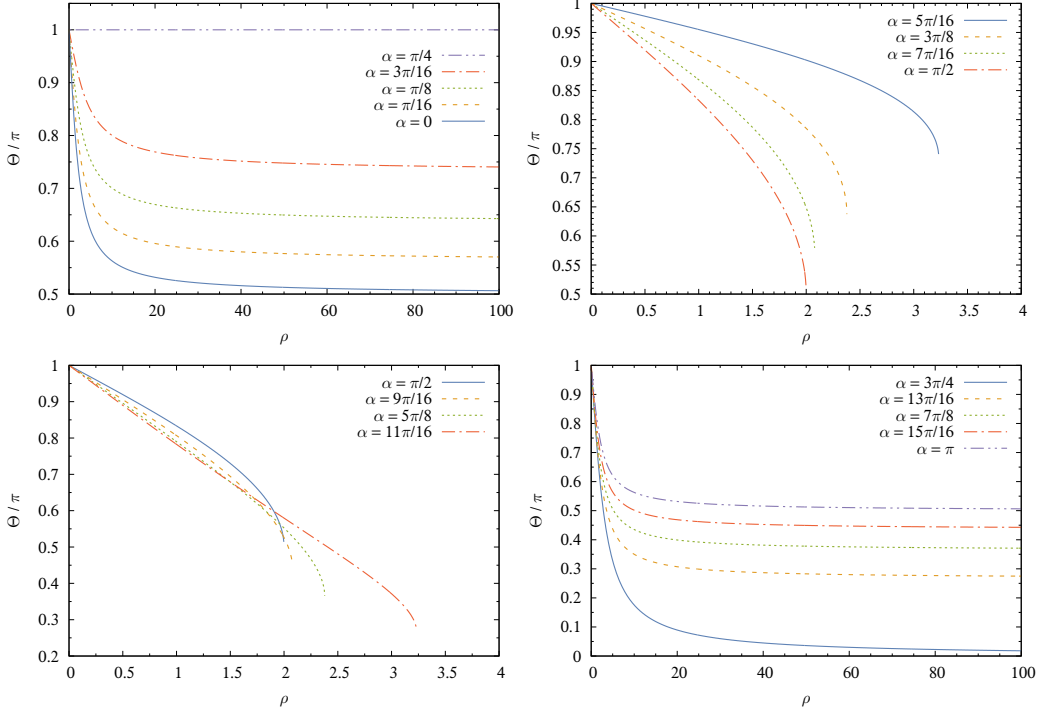 1
0.9
0.8
0.7
0.6
0.5
Θ / π
0 20 40 60 80 100
ρ
α = π/4
α = 3π/16
α = π/8
α = π/16
α = 0
1
0.95
0.9
0.85
0.8
0.75
0.7
0.65
0.6
0.55
0.5
Θ / π
0 0.5 1 1.5 2 2.5 3 3.5 4
ρ
α = 5π/16
α = 3π/8
α = 7π/16
α = π/2
1
0.9
0.8
0.7
0.6
0.5
0.4
0.3
0.2
Θ / π
0 0.5 1 1.5 2 2.5 3 3.5 4
ρ
α = π/2
α = 9π/16
α = 5π/8
α = 11π/16
1
0.9
0.8
0.7
0.6
0.5
0.4
0.3
0.2
0.1
0
Θ / π
0 20 40 60 80 100
ρ
α = 3π/4
α = 13π/16
α = 7π/8
α = 15π/16
α = π